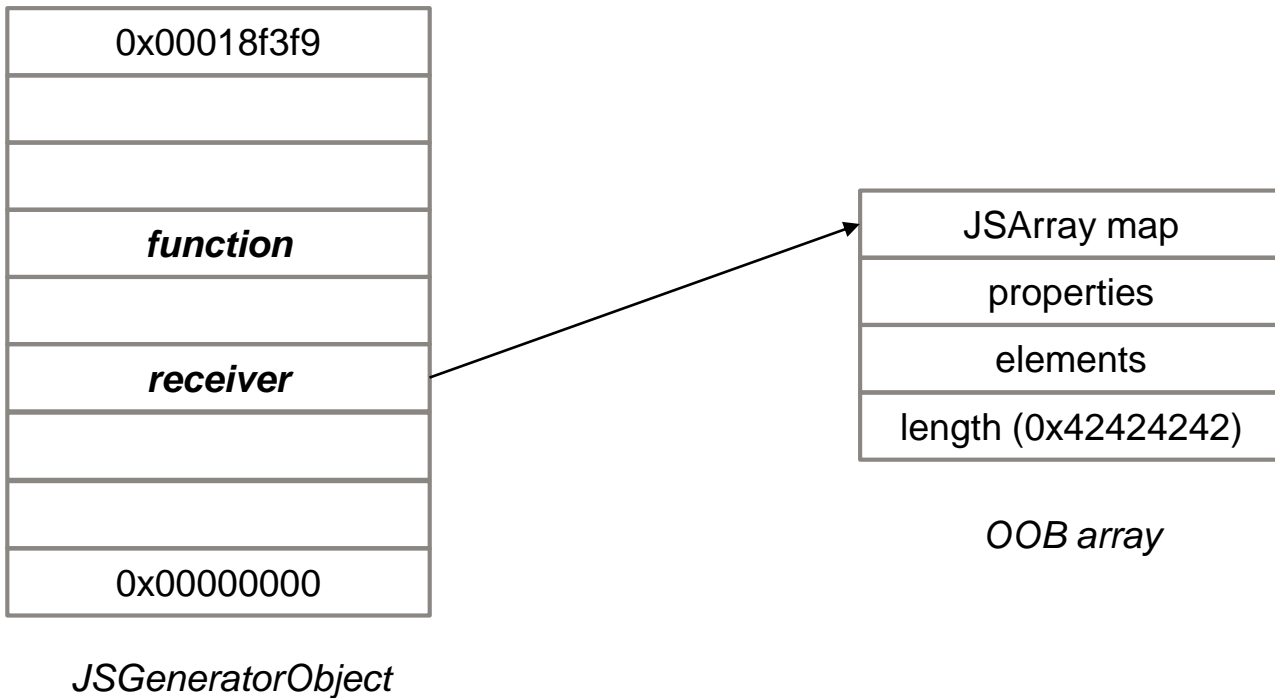 0x00018f3f9
function
receiver
0x00000000
JSGeneratorObject
JSArray map
properties
elements
length (0x42424242)
OOB array